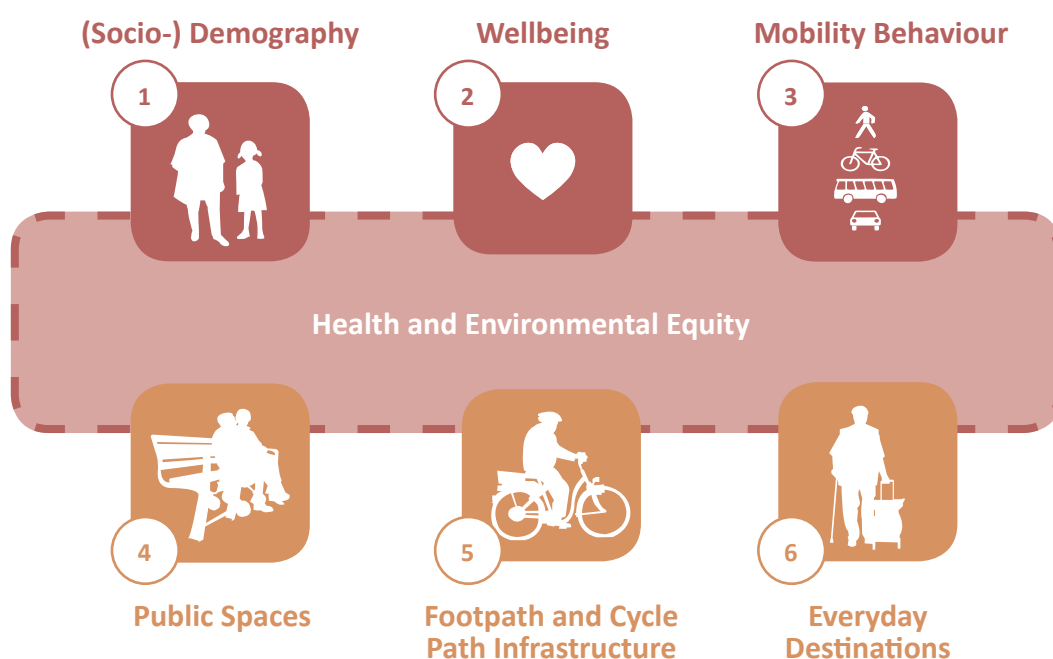 (Socio-) Demography
Wellbeing
Mobility Behaviour
1
2
3
Health and Environmental Equity
4
5
6
Public Spaces
Footpath and Cycle
Path Infrastructure
Everyday
Destinations